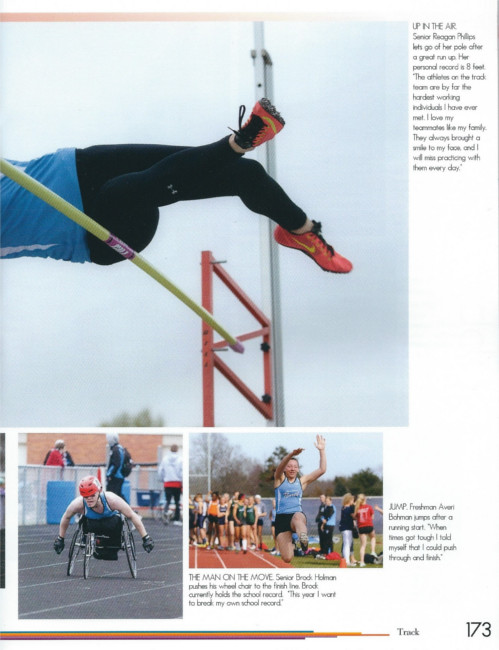 UP IN THE AIR.
Senior Reagan Phillips
lets go of her pole after
a great run up. Her
personal record is 8 feet.
"The athletes on the track
team are by far the
hardest working
individuals I have ever
met. I love my
teammates like my family.
They always brought a
smile to my face, and I
will miss practicing with
them every day."
JUMP. Freshman Averi
Bohman jumps after a
running start. "When
times got tough I told
myself that I could push
through and finish."
THE MAN ON THE MOVE. Senior Brock Holman
pushes his wheel chair to the finish line. Brock
currently holds the school record. "This year I want
to break my own school record."
Track 173